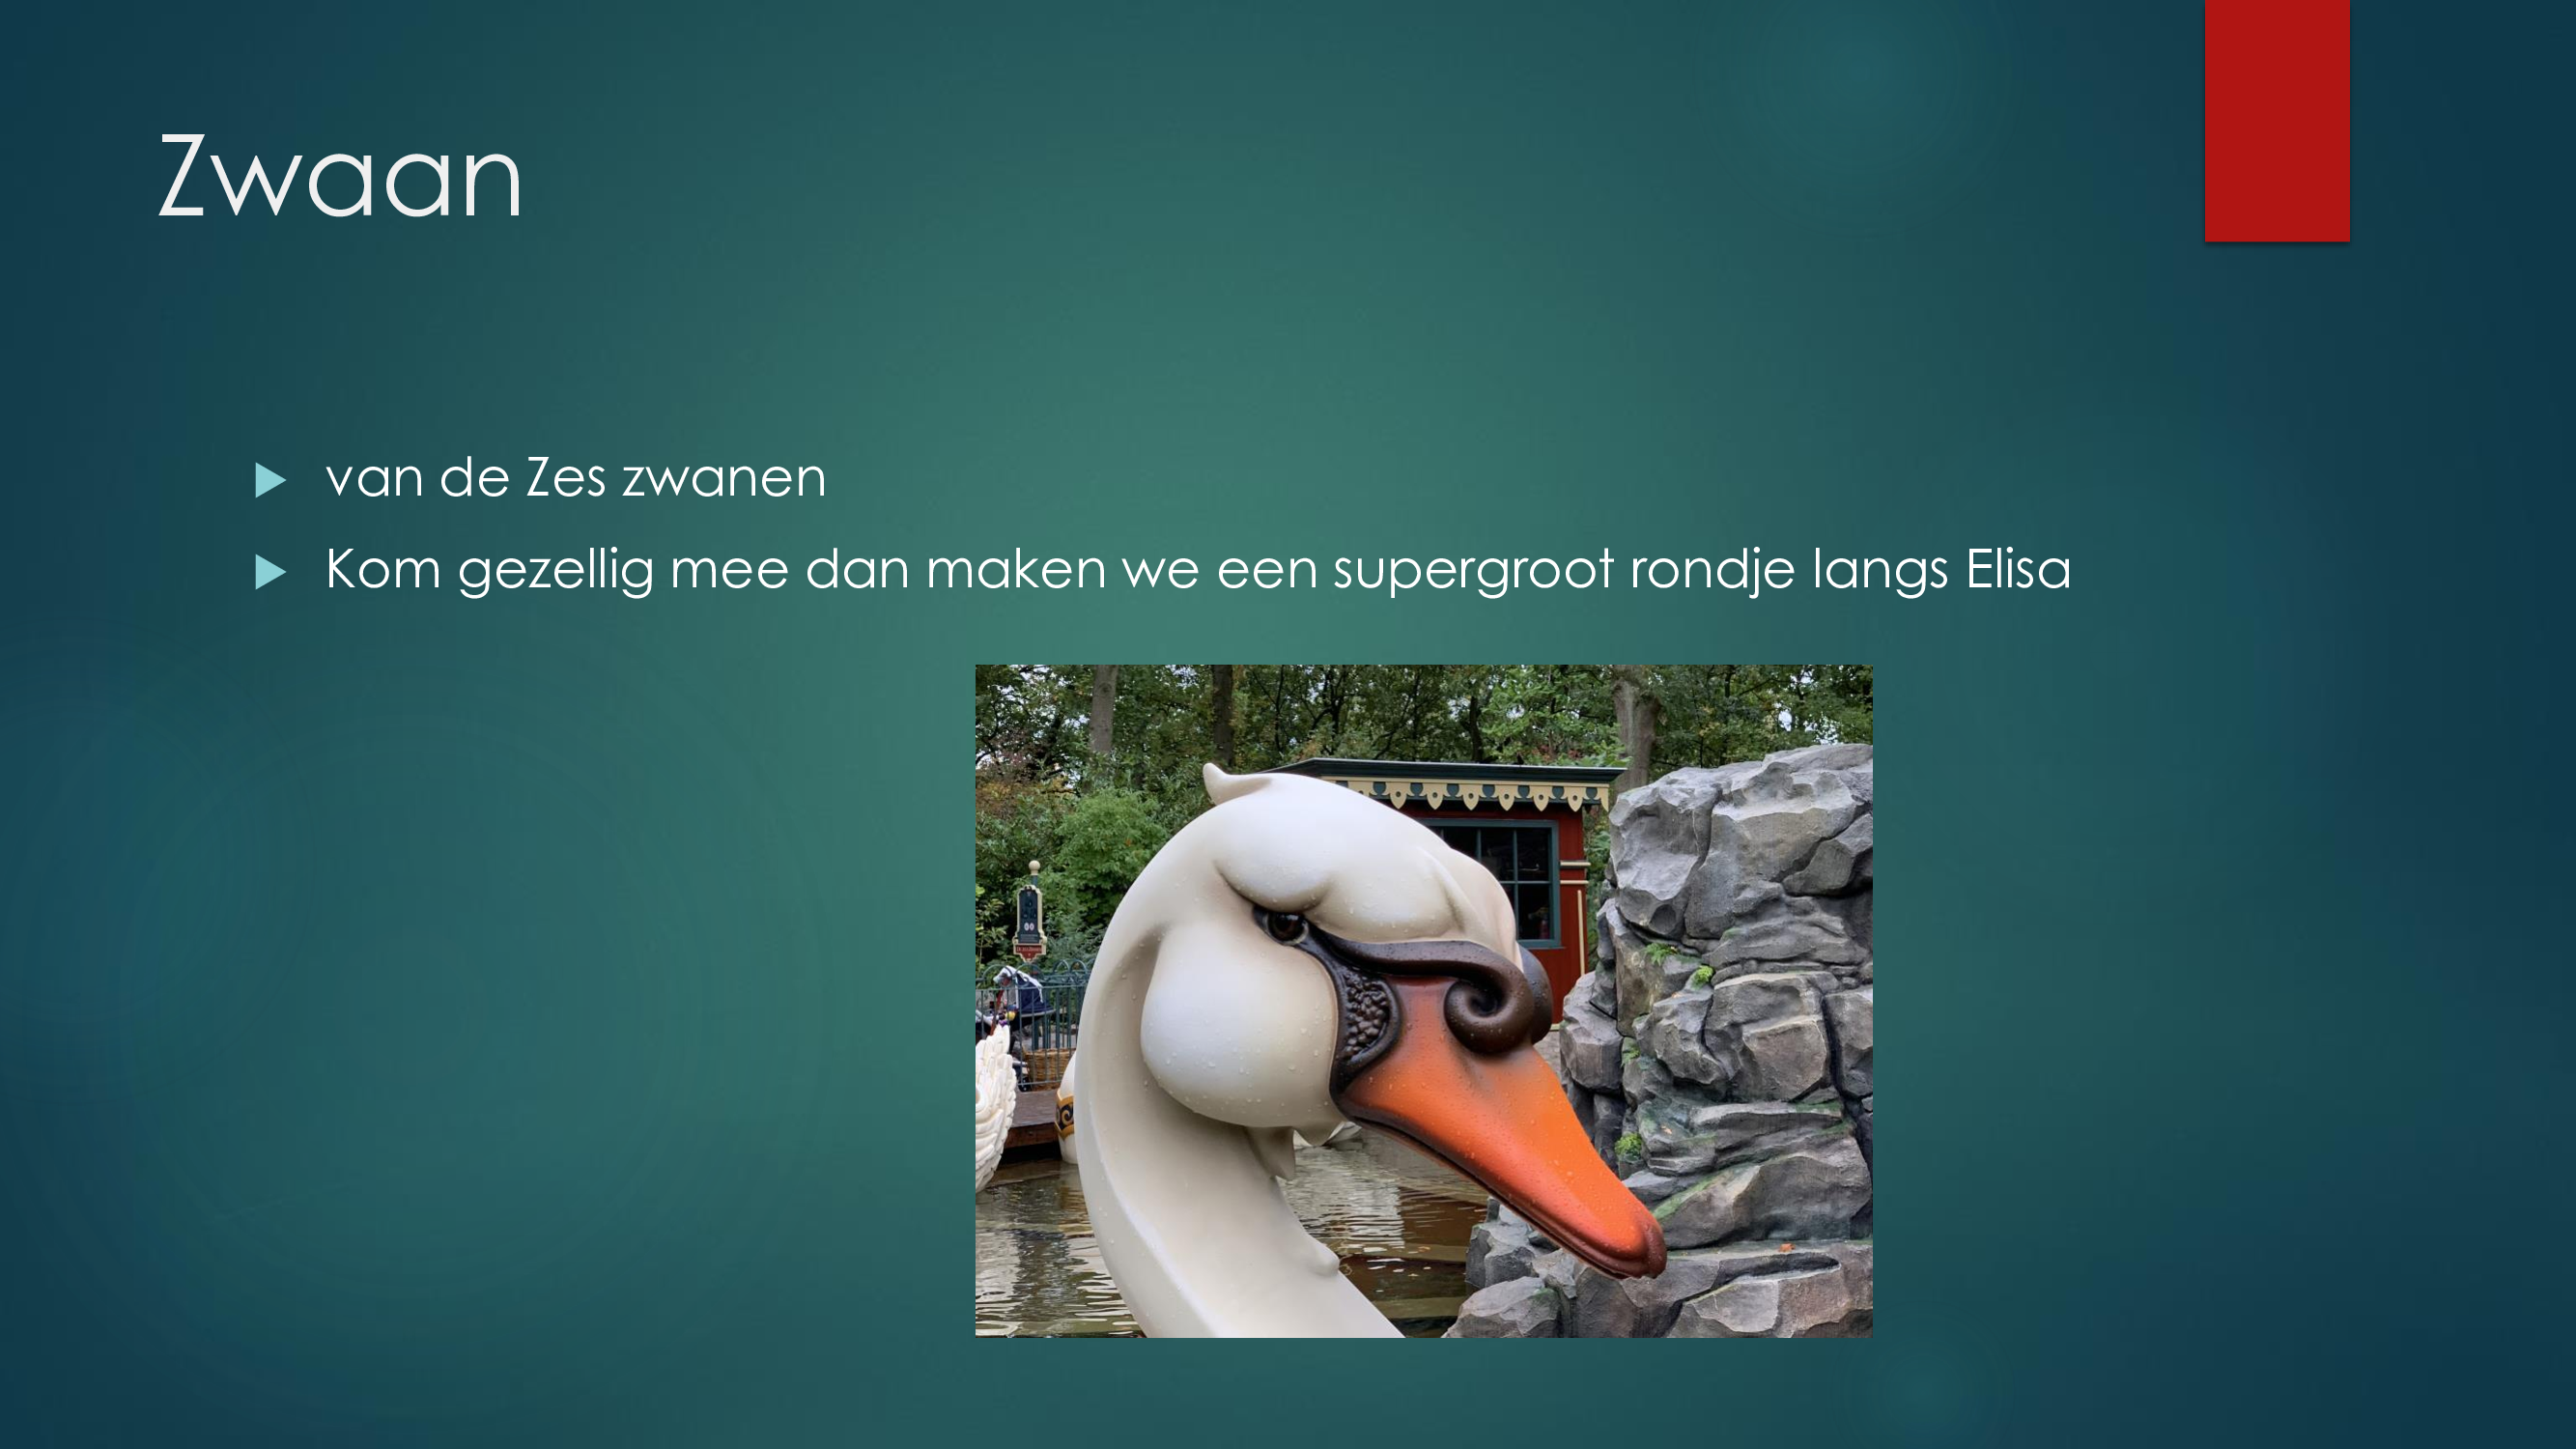 Zwaan
van de Zes zwanen
Kom gezellig mee dan maken we een supergroot rondje langs Elisa